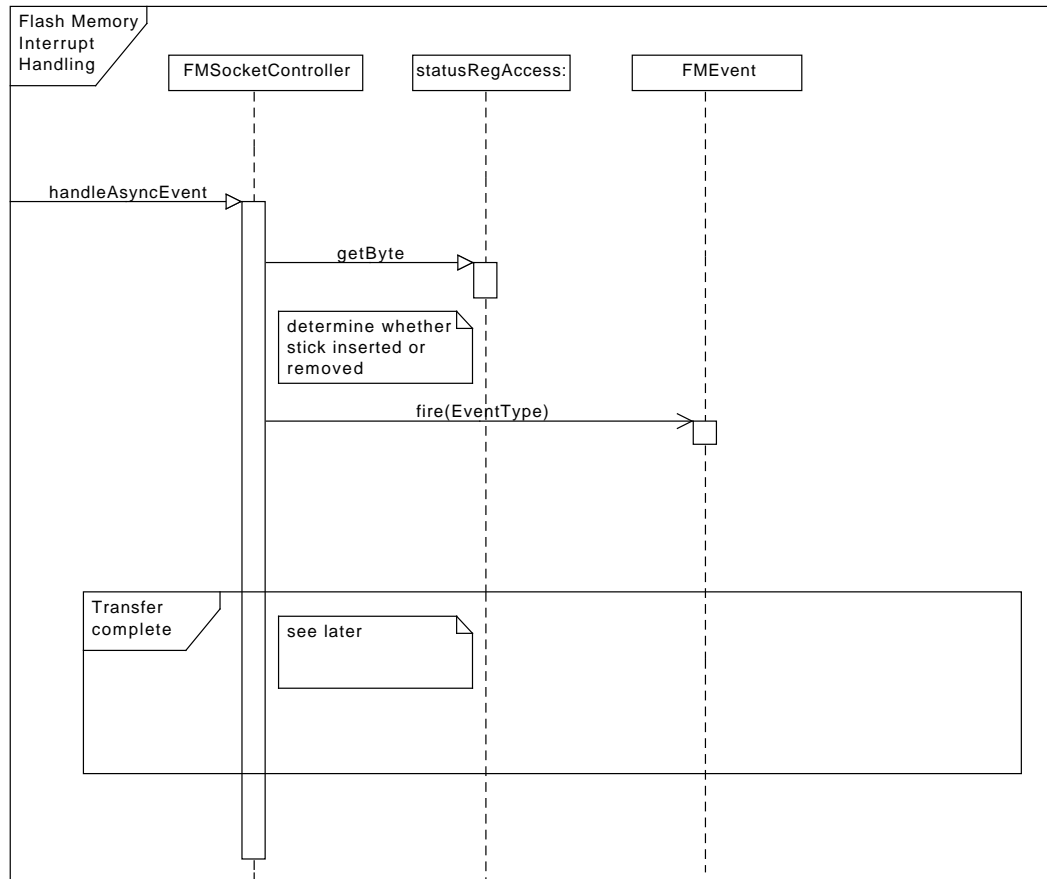 Flash Memory
Interrupt
Handling
FMSocketController
statusRegAccess:
FMEvent
handleAsyncEvent
getByte
determine whether
stick inserted or
removed
fire(EventType)
Transfer
complete
see later